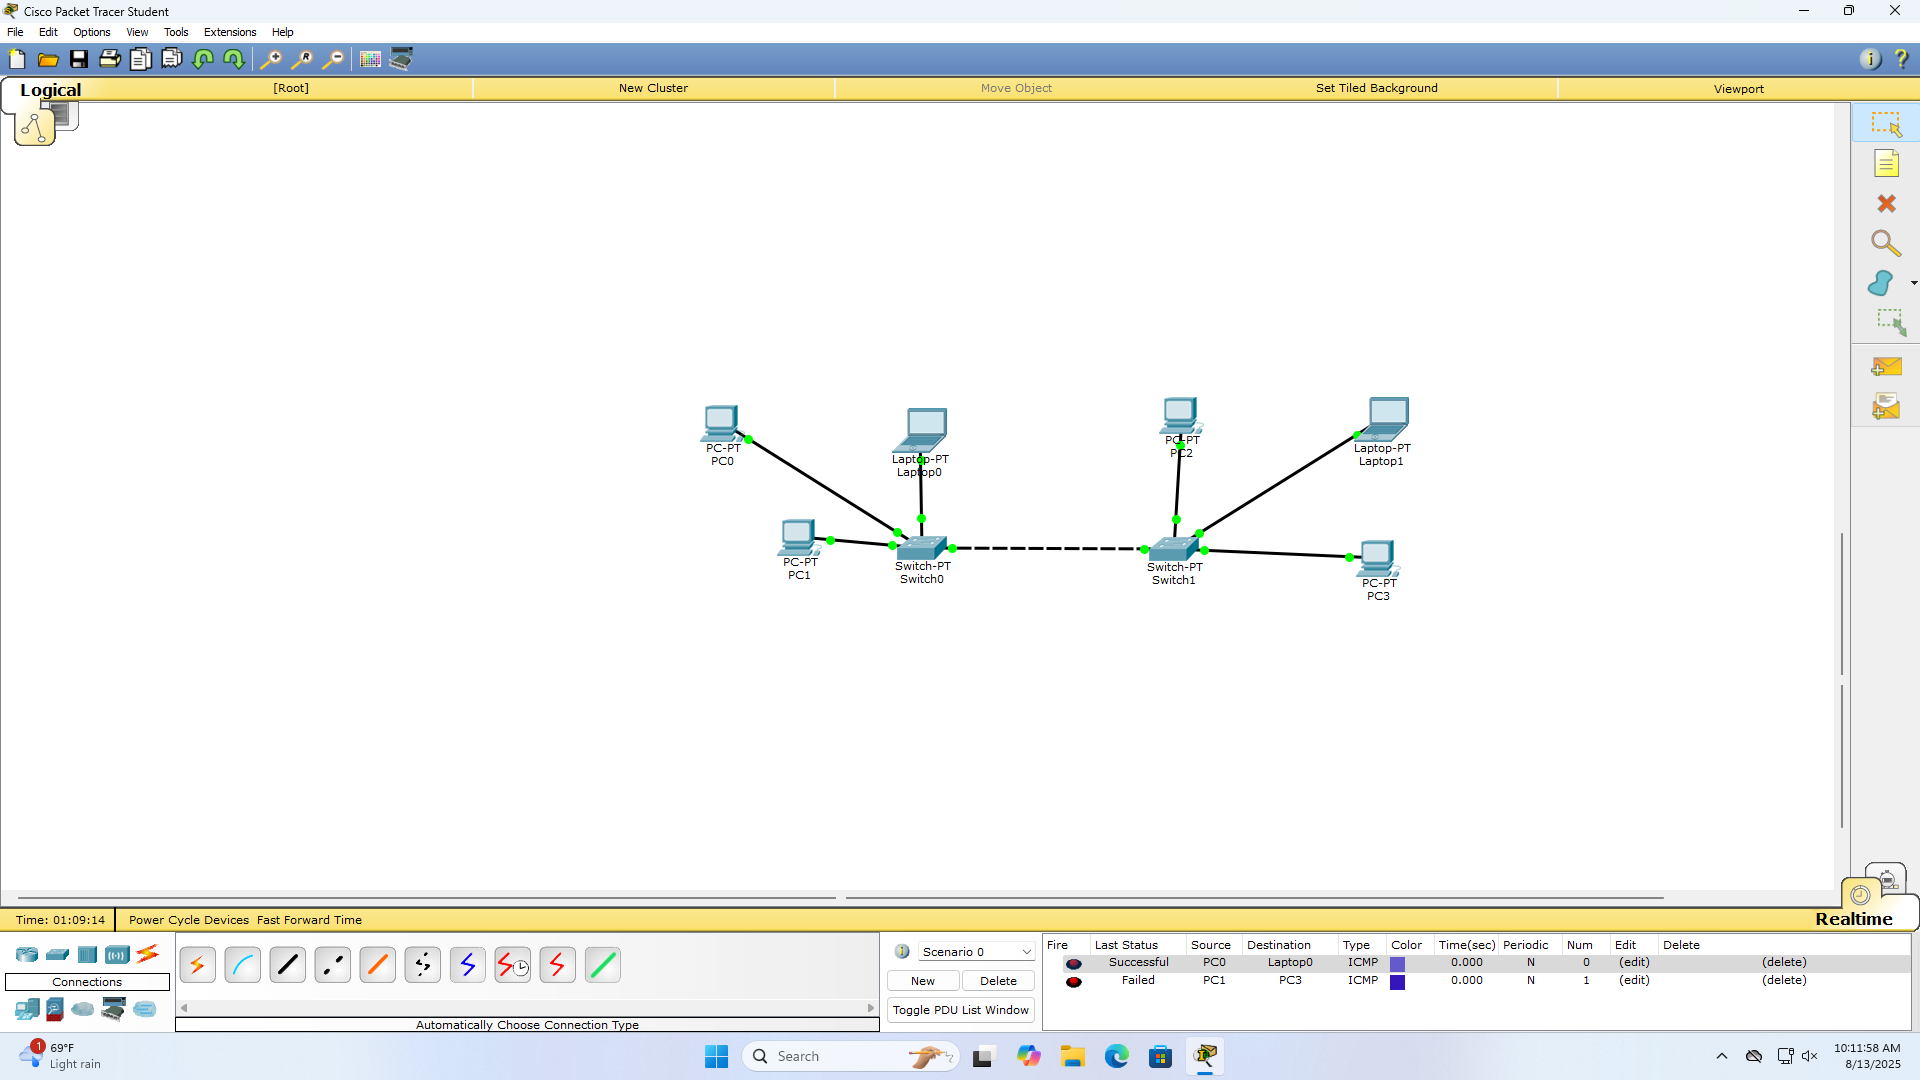 Cisco Packet Tracer Student
File Edit Options View Tools Extensions Help
Logical [Root] New Cluster Move Object Set Tiled Background Viewport
PC-PT
PC0
Laptop-PT
Laptop0
PC-PT
PC2
Laptop-PT
Laptop1
PC-PT
PC1
Switch-PT
Switch0
Switch-PT
Switch1
PC-PT
PC3
Time: 01:09:14 Power Cycle Devices Fast Forward Time Realtime
Connections
Automatically Choose Connection Type
Scenario 0
New Delete
Toggle PDU List Window
Fire Last Status Source Destination Type Color Time(sec) Periodic Num Edit Delete
Successful PC0 Laptop0 ICMP 0.000 N 0 (edit) (delete)
Failed PC1 PC3 ICMP 0.000 N 1 (edit) (delete)
1
69°F
Light rain
Search
10:11:58 AM
8/13/2025